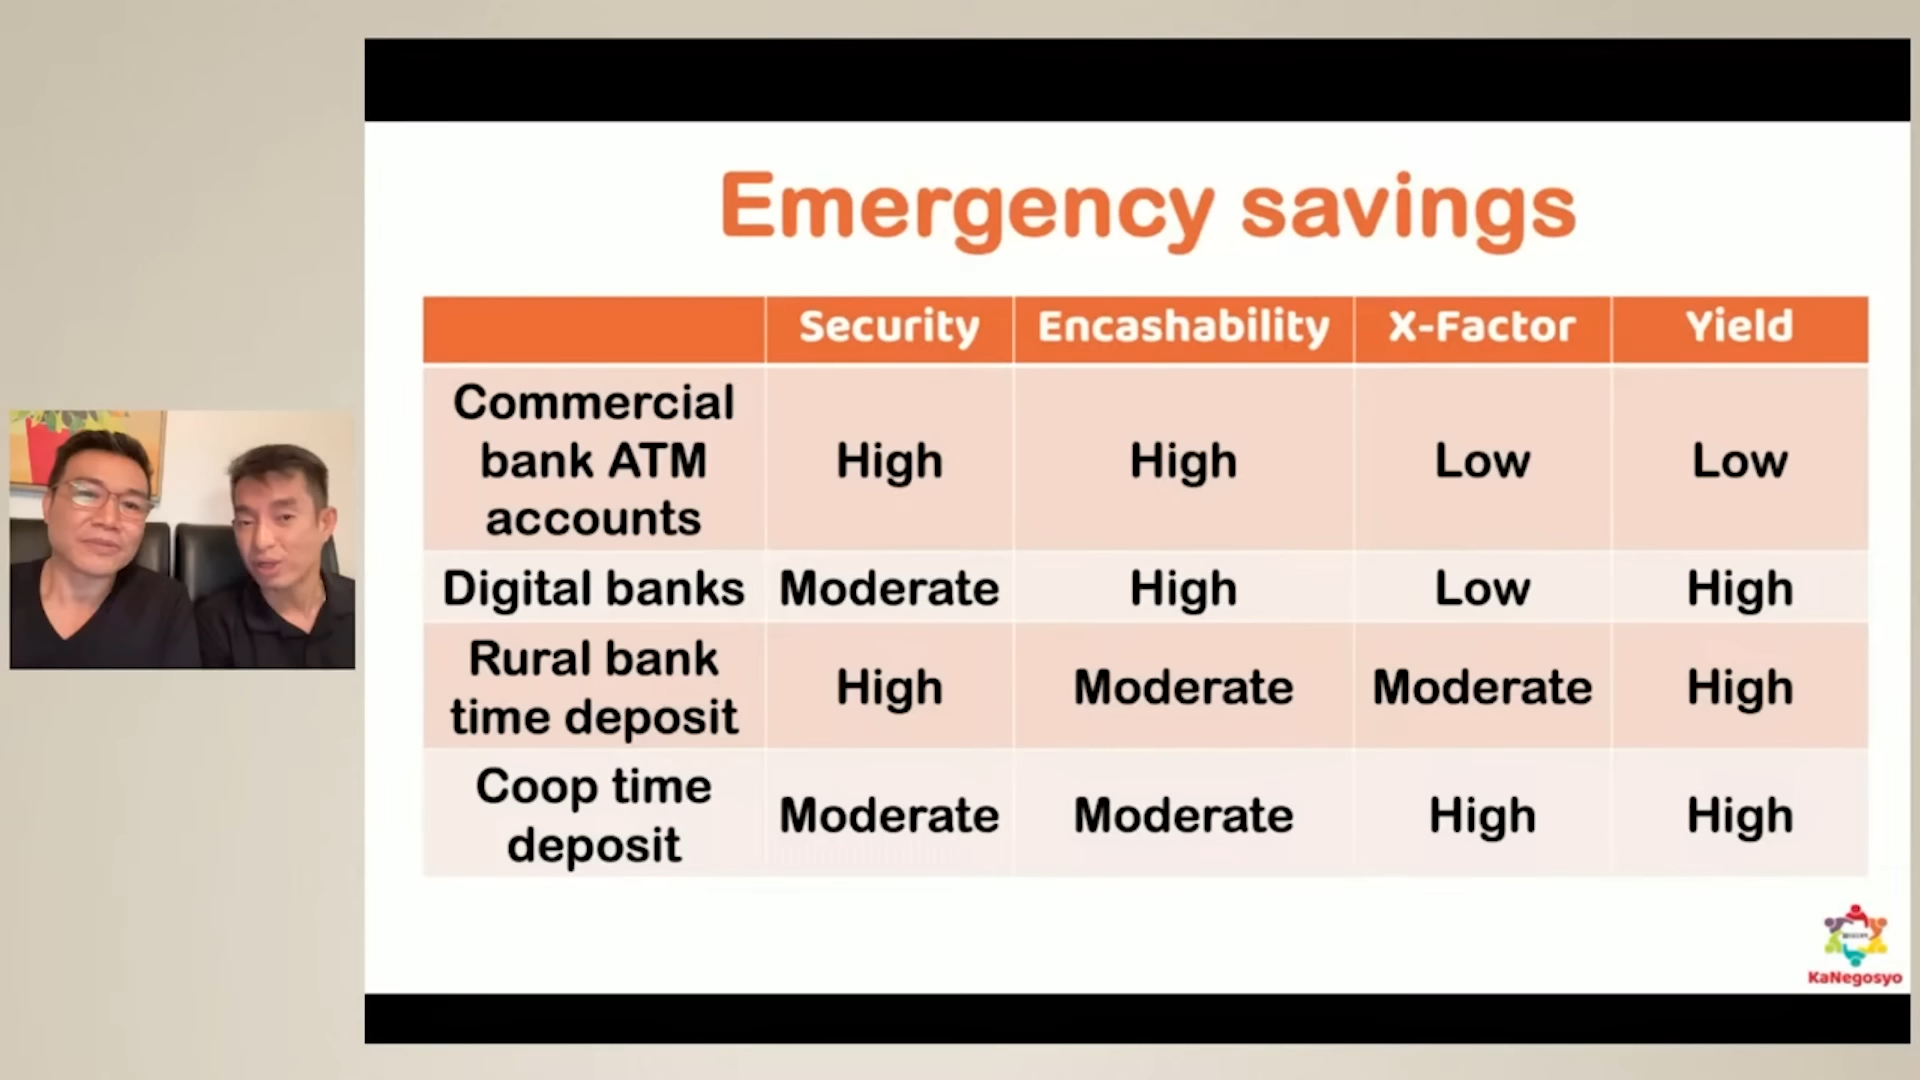 Emergency savings
Security Encashability X-Factor Yield
Commercial
bank ATM
accounts
High High Low Low
Digital banks Moderate High Low High
Rural bank
time deposit
High Moderate Moderate High
Coop time
deposit
Moderate Moderate High High
KaNegosyo